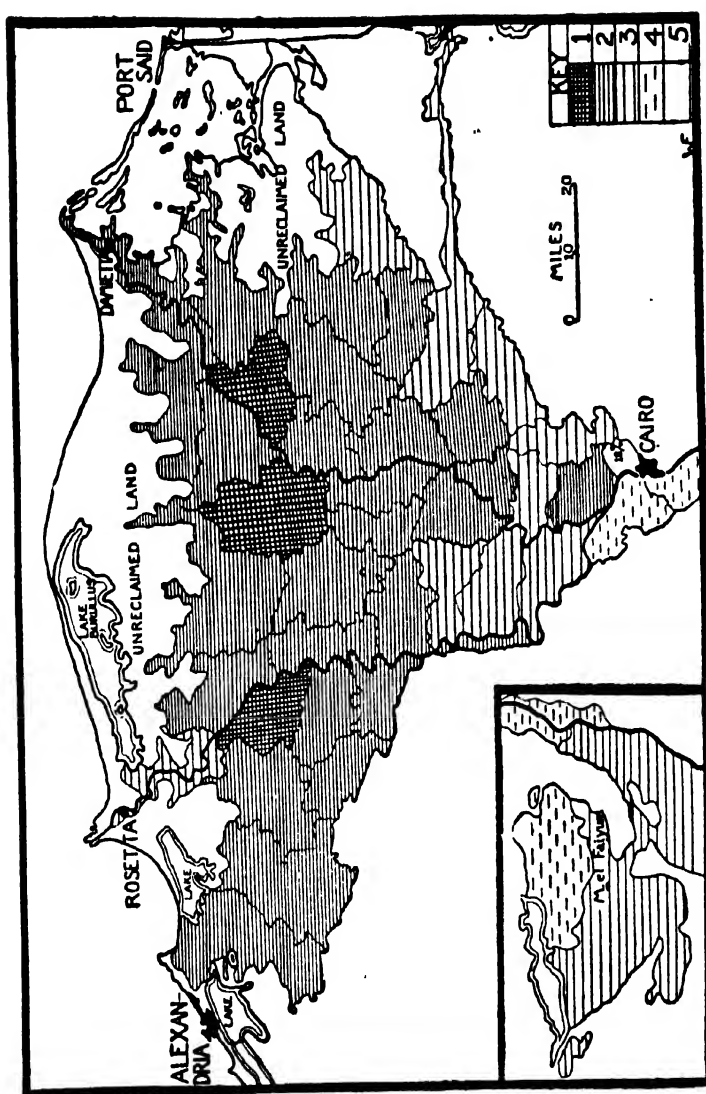 PORT
SAID
KEY
1
2
3
4
5
DAMIETTA
UNRECLAIMED LAND
MILES
0 10 20
CAIRO
UNRECLAIMED LAND
LAKE
BURULLUS
ROSETTA
LAKE
ALEXAN-
DRIA
LAKE
M. el Faiyum